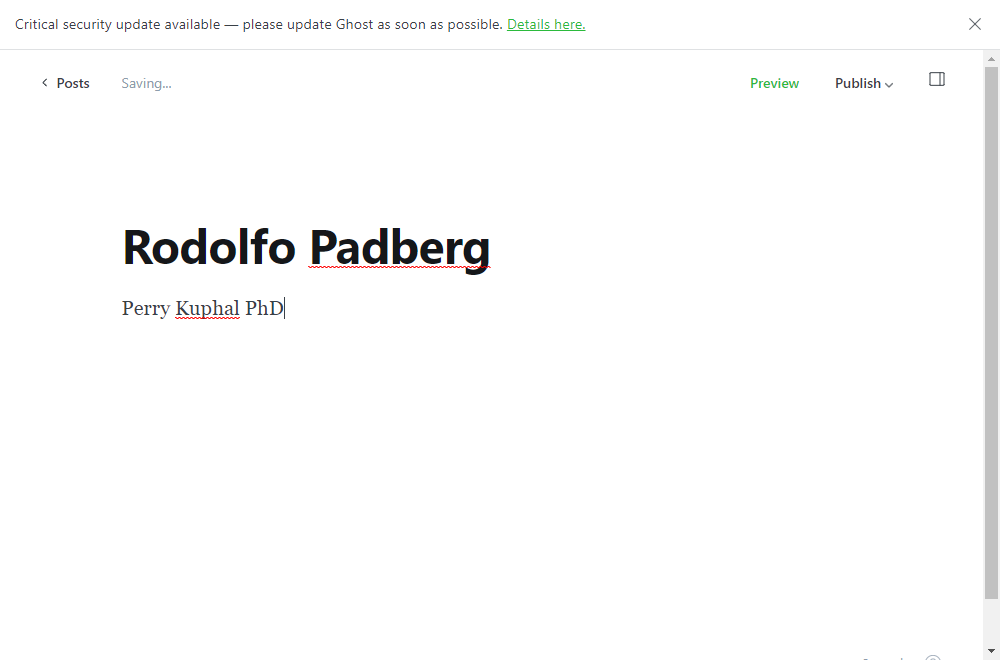 Critical security update available — please update Ghost as soon as possible. Details here.
Posts
Saving...
Preview
Publish
Rodolfo Padberg
Perry Kuphal PhD